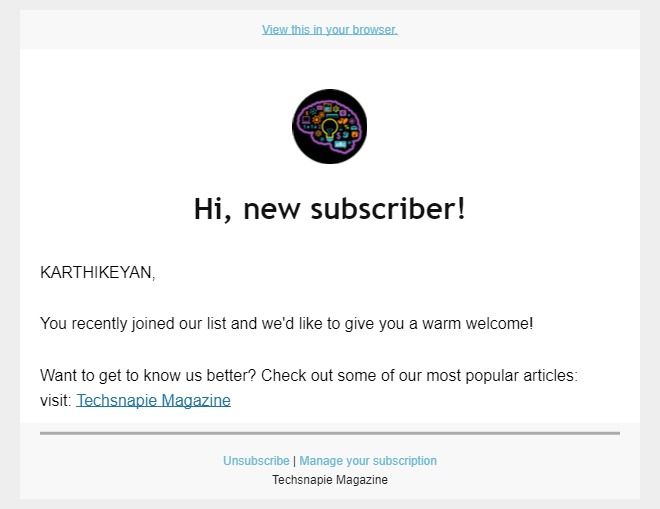 View this in your browser.
Hi, new subscriber!
KARTHIKEYAN,
You recently joined our list and we'd like to give you a warm welcome!
Want to get to know us better? Check out some of our most popular articles:
visit: Techsnapie Magazine
Unsubscribe | Manage your subscription
Techsnapie Magazine